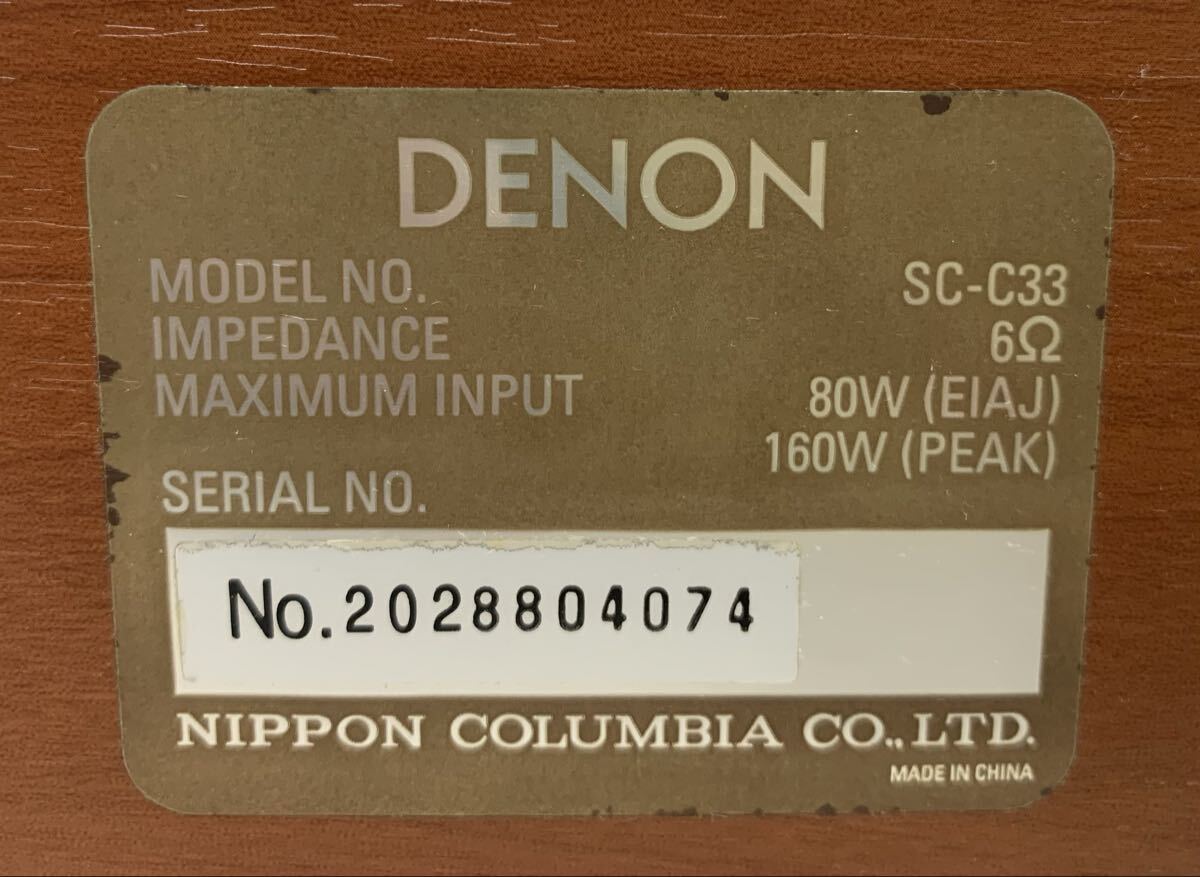 DENON
MODEL NO. SC-C33
IMPEDANCE 6Ω
MAXIMUM INPUT 80W (EIAJ)
160W (PEAK)
SERIAL NO.
No.2028804074
NIPPON COLUMBIA CO., LTD.
MADE IN CHINA